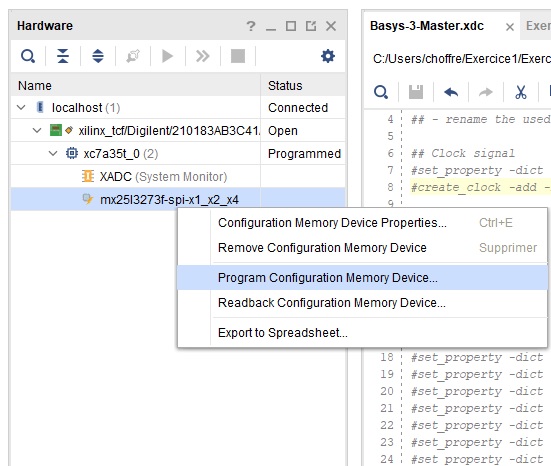 Hardware
? _ □ ↗ ×
Name Status
localhost (1) Connected
xilinx_tcf/Digilent/210183AB3C41. Open
xc7a35t_0 (2) Programmed
XADC (System Monitor)
mx25l3273f-spi-x1_x2_x4
Configuration Memory Device Properties... Ctrl+E
Remove Configuration Memory Device Supprimer
Program Configuration Memory Device...
Readback Configuration Memory Device...
Export to Spreadsheet...
Basys-3-Master.xdc × Exer
C:/Users/choffre/Exercice1/Exerc
4 ## - rename the used
5
6 ## Clock signal
7 #set_property -dict
8 #create_clock -add -
9
18 #set_property -dict
19 #set_property -dict
20 #set_property -dict
21 #set_property -dict
22 #set_property -dict
23 #set_property -dict
24 #set_property -dict